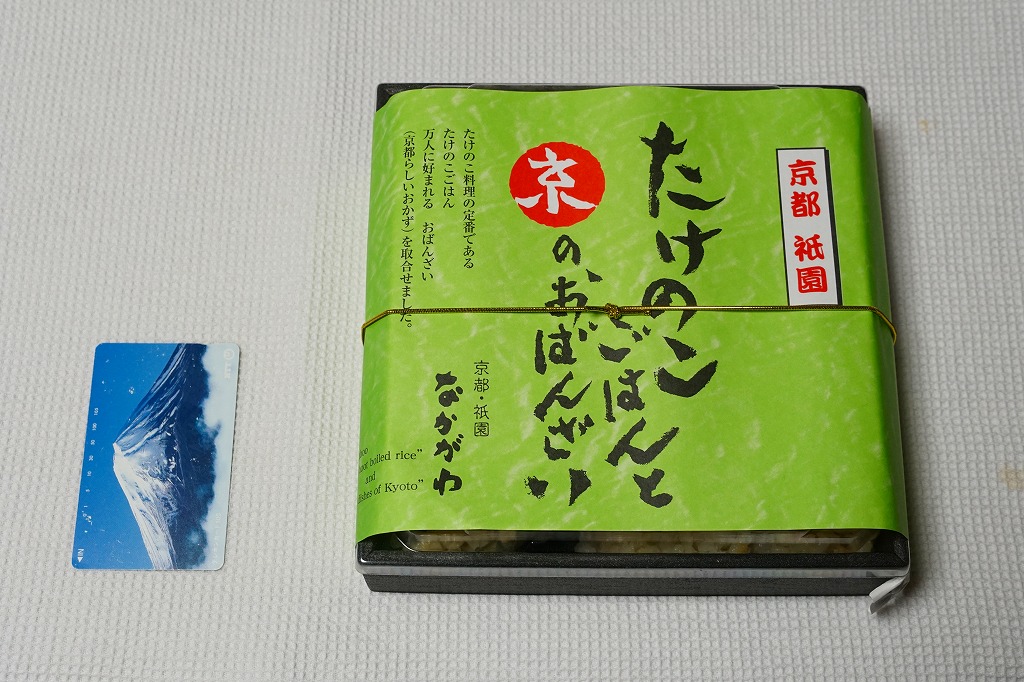 京都 祇園
たけのこごはんと
京のおばんざい
たけのこ料理の定番である
たけのこごはん
万人に好まれる おばんざい
（京都らしいおかず）を取合せました。
京都・祇園
なかがわ
boiled rice"
and
of Kyoto"